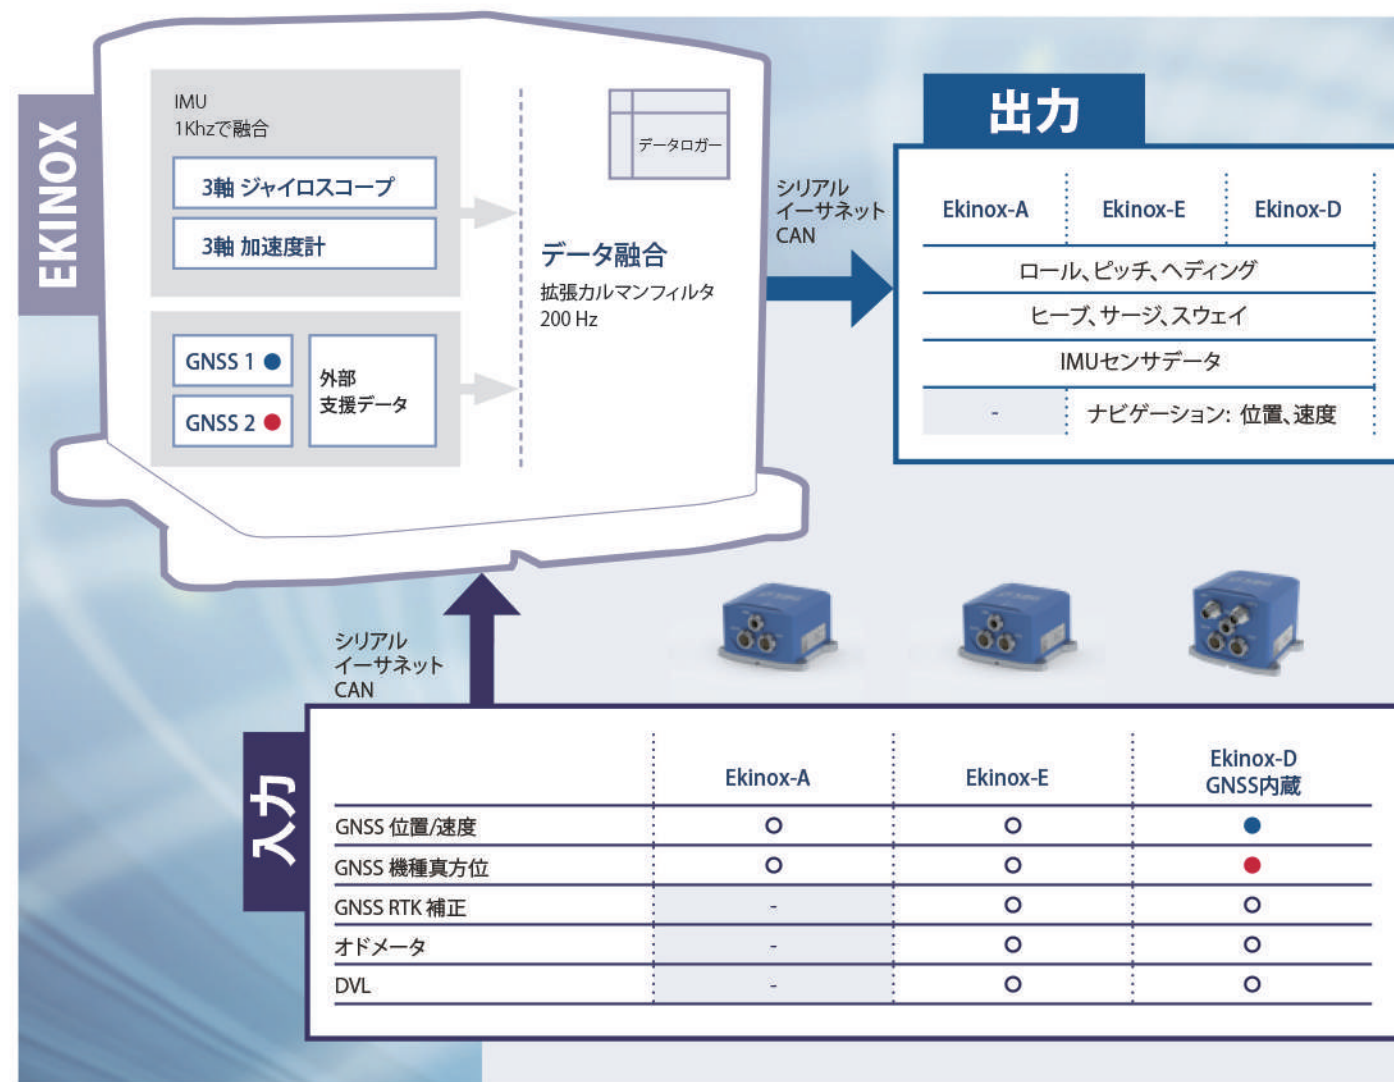 EKINOX
IMU
1Khzで融合
3軸 ジャイロスコープ
3軸 加速度計
GNSS 1
GNSS 2
外部
支援データ
データロガー
データ融合
拡張カルマンフィルタ
200 Hz
シリアル
イーサネット
CAN
出力
Ekinox-A Ekinox-E Ekinox-D
ロール、ピッチ、ヘディング
ヒーブ、サージ、スウェイ
IMUセンサデータ
- ナビゲーション: 位置、速度
シリアル
イーサネット
CAN
入力
Ekinox-A Ekinox-E Ekinox-D
GNSS内蔵
GNSS 位置/速度
GNSS 機種真方位
GNSS RTK 補正 -
オドメータ -
DVL -